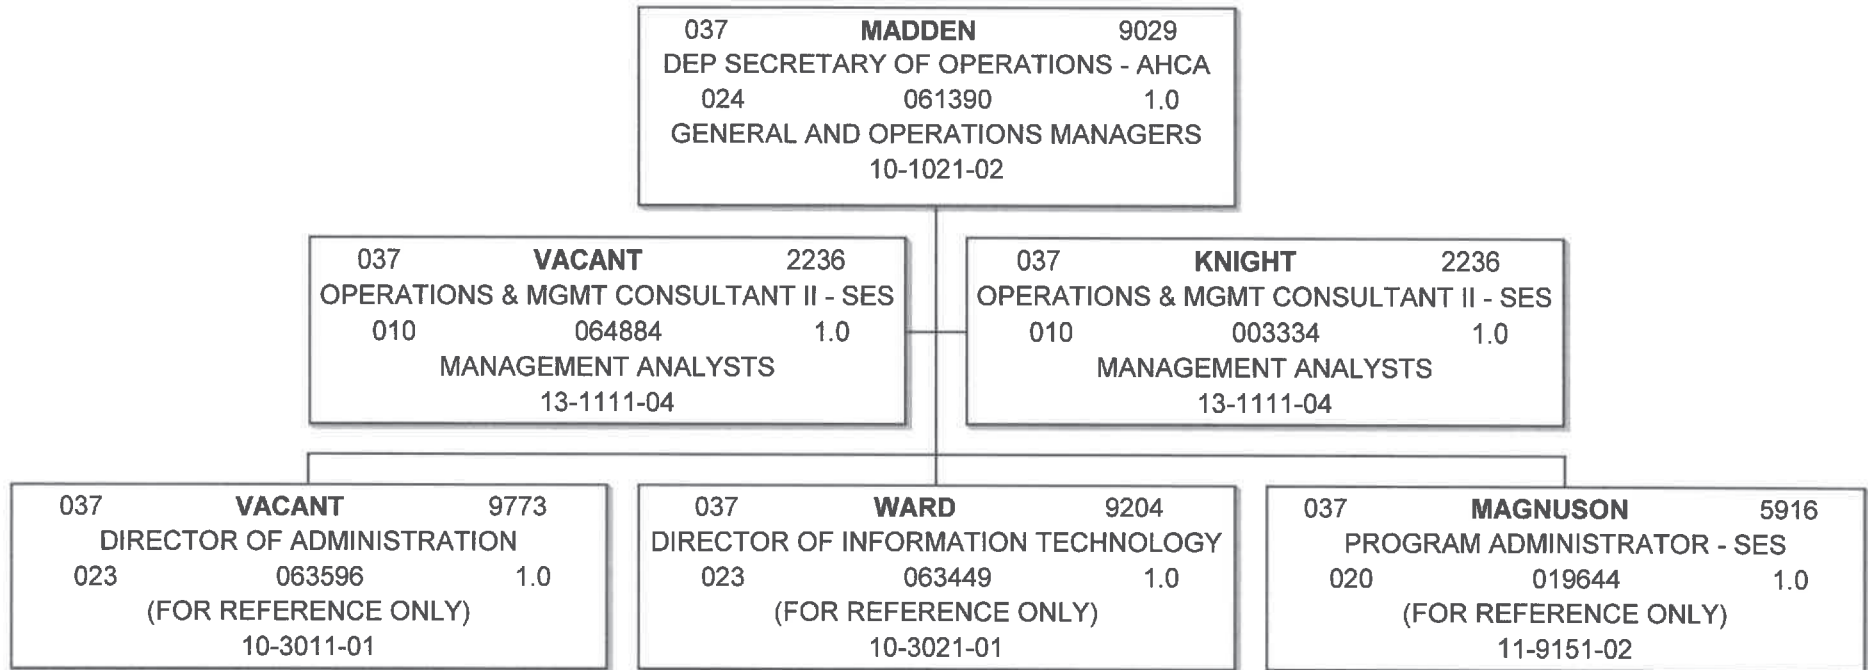 037 MADDEN 9029
DEP SECRETARY OF OPERATIONS - AHCA
024 061390 1.0
GENERAL AND OPERATIONS MANAGERS
10-1021-02
037 VACANT 2236
OPERATIONS & MGMT CONSULTANT II - SES
010 064884 1.0
MANAGEMENT ANALYSTS
13-1111-04
037 KNIGHT 2236
OPERATIONS & MGMT CONSULTANT II - SES
010 003334 1.0
MANAGEMENT ANALYSTS
13-1111-04
037 VACANT 9773
DIRECTOR OF ADMINISTRATION
023 063596 1.0
(FOR REFERENCE ONLY)
10-3011-01
037 WARD 9204
DIRECTOR OF INFORMATION TECHNOLOGY
023 063449 1.0
(FOR REFERENCE ONLY)
10-3021-01
037 MAGNUSON 5916
PROGRAM ADMINISTRATOR - SES
020 019644 1.0
(FOR REFERENCE ONLY)
11-9151-02